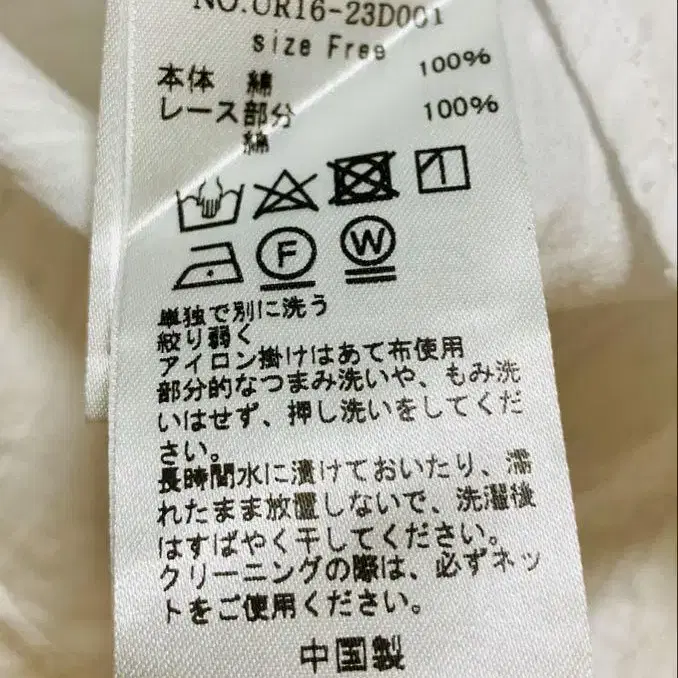 NO.UR16-23D001
size Free
本体 綿 100%
レース部分 100%
綿
F W
単独で別に洗う
絞り弱く
アイロン掛けはあて布使用
部分的なつまみ洗いや、もみ洗
いはせず、押し洗いをしてくだ
さい。
長時間水に漬けておいたり、濡
れたまま放置しないで、洗濯後
はすばやく干してください。
クリーニングの際は、必ずネッ
トをご使用ください。
中国製